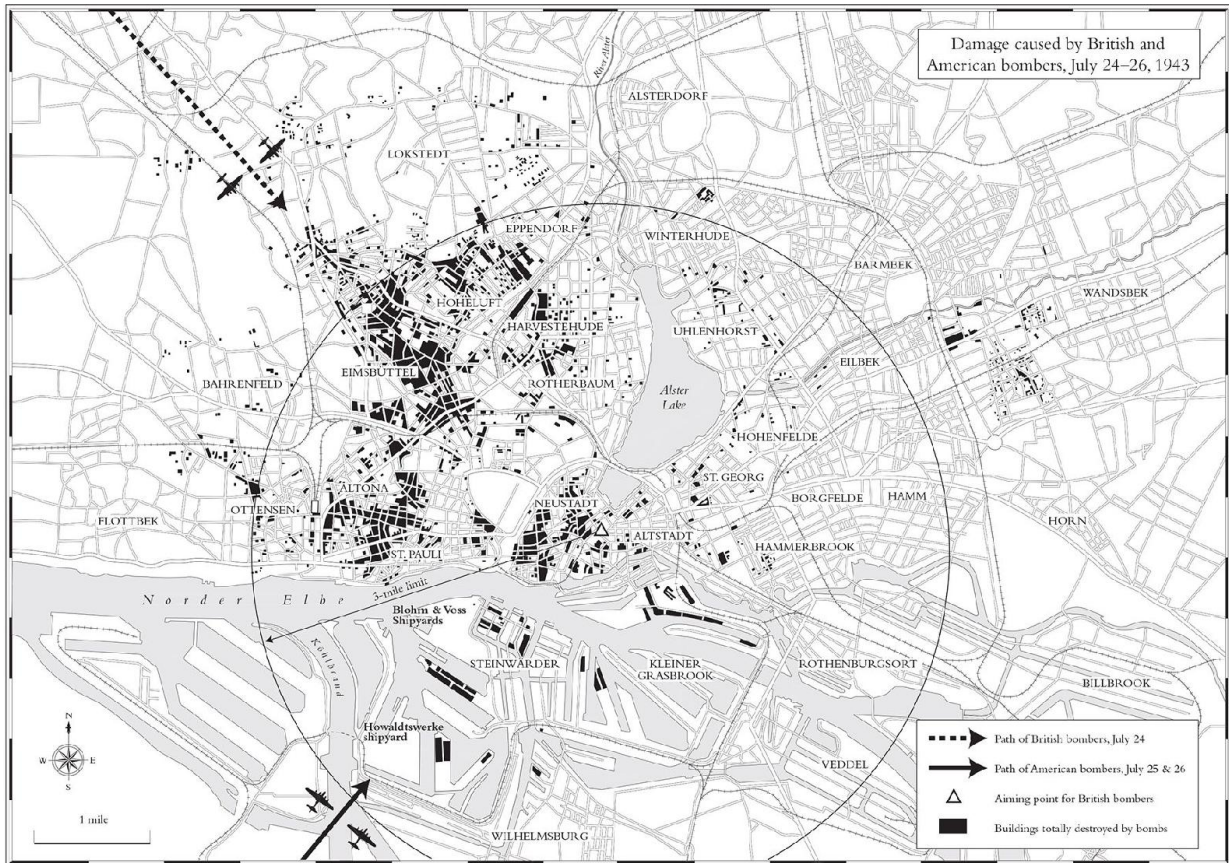 Damage caused by British and
American bombers, July 24–26, 1943
River Alster
ALSTERDORF
LOKSTEDT
EPPENDORF
WINTERHUDE
BARMBEK
WANDSBEK
HOHELUFT
HARVESTEHUDE
UHLENHORST
EIMSBÜTTEL
EILBEK
BAHRENFELD
ROTHERBAUM
Alster
Lake
HOHENFELDE
ST. GEORG
ALTONA
NEUSTADT
BORGFELDE
HAMM
OTTENSEN
FLOTTBEK
HORN
ALTSTADT
HAMMERBROOK
ST. PAULI
3-mile limit
Norder Elbe
Blohm & Voss
Shipyards
STEINWÄRDER
KLEINER
GRASBROOK
ROTHENBURGSORT
BILLBROOK
Howaldtswerke
shipyard
VEDDEL
WILHELMSBURG
N
W
E
S
1 mile
Path of British bombers, July 24
Path of American bombers, July 25 & 26
Aiming point for British bombers
Buildings totally destroyed by bombs